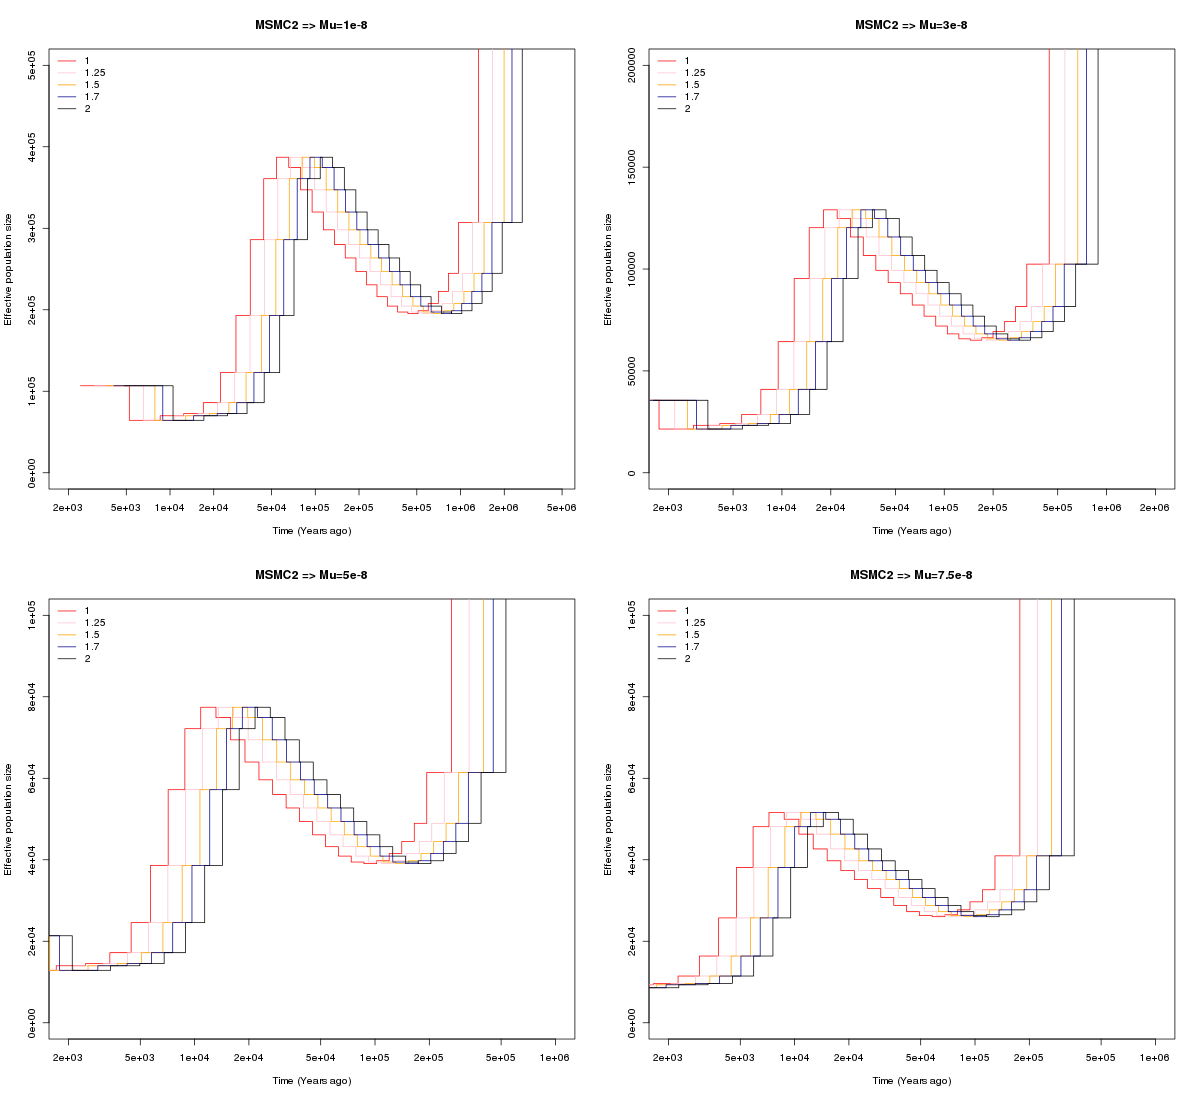 MSMC2 => Mu=1e-8
1
1.25
1.5
1.7
2
Effective population size
0e+00
1e+05
2e+05
3e+05
4e+05
5e+05
2e+03 5e+03 1e+04 2e+04 5e+04 1e+05 2e+05 5e+05 1e+06 2e+06 5e+06
Time (Years ago)
MSMC2 => Mu=3e-8
1
1.25
1.5
1.7
2
Effective population size
0
50000
100000
150000
200000
2e+03 5e+03 1e+04 2e+04 5e+04 1e+05 2e+05 5e+05 1e+06 2e+06
Time (Years ago)
MSMC2 => Mu=5e-8
1
1.25
1.5
1.7
2
Effective population size
0e+00
2e+04
4e+04
6e+04
8e+04
1e+05
2e+03 5e+03 1e+04 2e+04 5e+04 1e+05 2e+05 5e+05 1e+06
Time (Years ago)
MSMC2 => Mu=7.5e-8
1
1.25
1.5
1.7
2
Effective population size
0e+00
2e+04
4e+04
6e+04
8e+04
1e+05
2e+03 5e+03 1e+04 2e+04 5e+04 1e+05 2e+05 5e+05 1e+06
Time (Years ago)